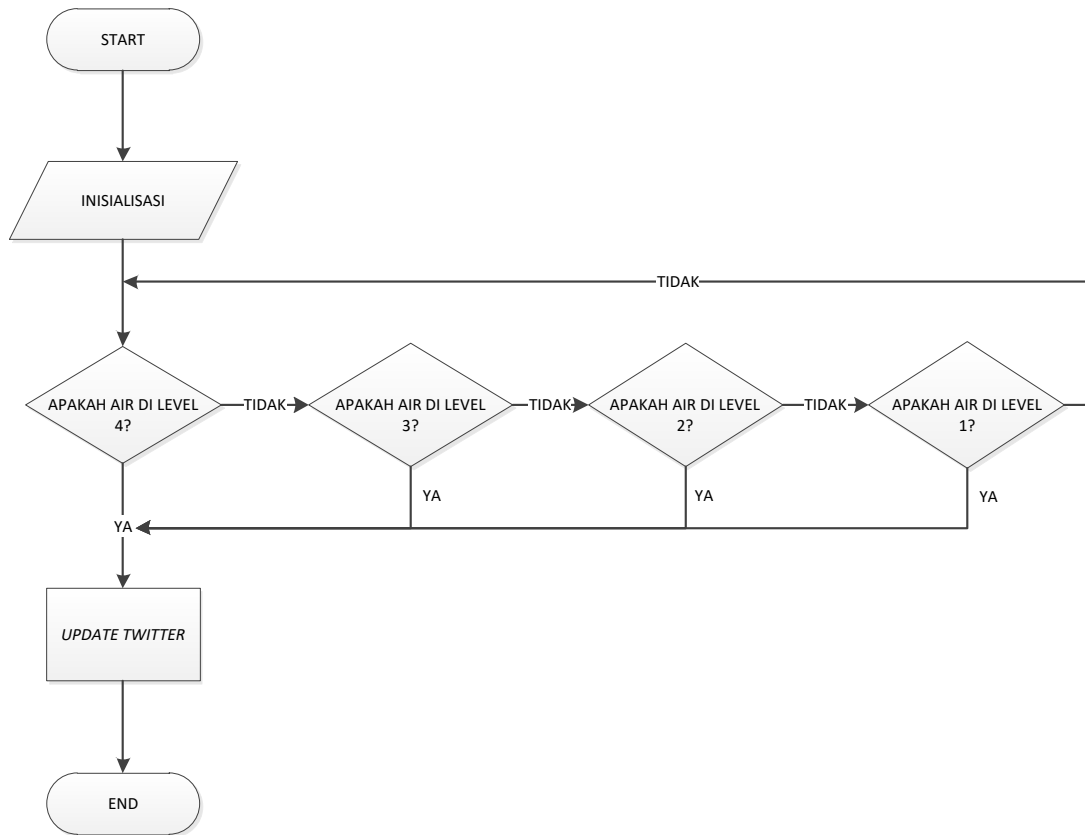 START
INISIALISASI
TIDAK
APAKAH AIR DI LEVEL
4?
TIDAK
APAKAH AIR DI LEVEL
3?
TIDAK
APAKAH AIR DI LEVEL
2?
TIDAK
APAKAH AIR DI LEVEL
1?
YA
YA
YA
YA
UPDATE TWITTER
END